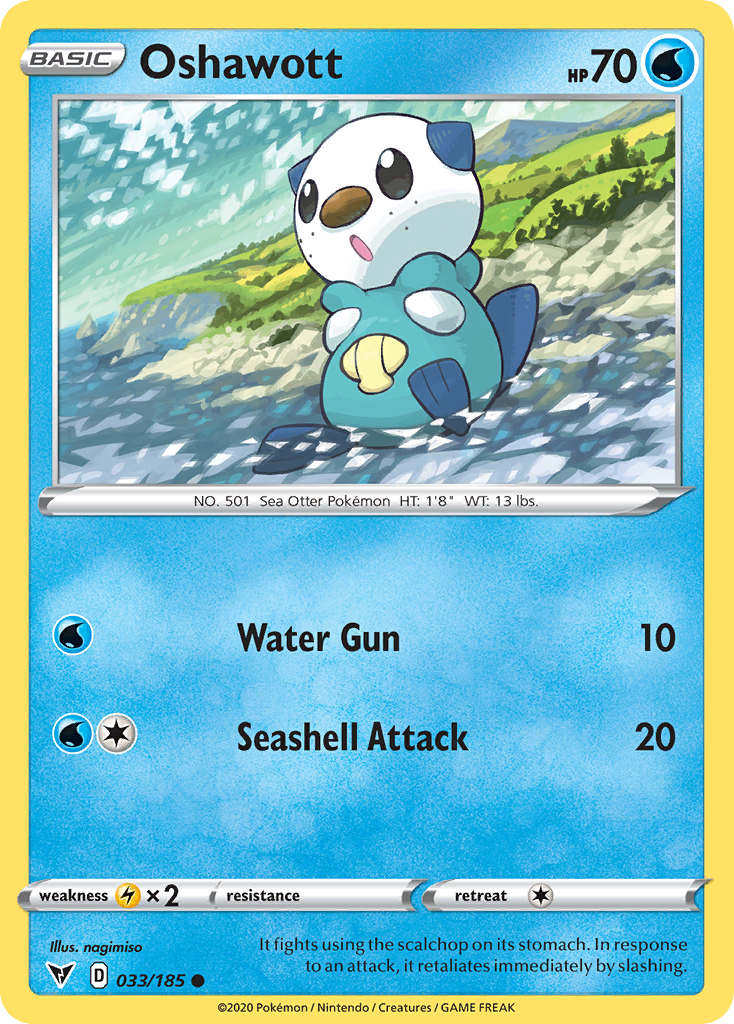 BASIC Oshawott HP 70
NO. 501 Sea Otter Pokémon HT: 1'8" WT: 13 lbs.
Water Gun 10
Seashell Attack 20
weakness ×2 resistance retreat
Illus. nagimiso
It fights using the scalchop on its stomach. In response
to an attack, it retaliates immediately by slashing.
D 033/185
©2020 Pokémon / Nintendo / Creatures / GAME FREAK